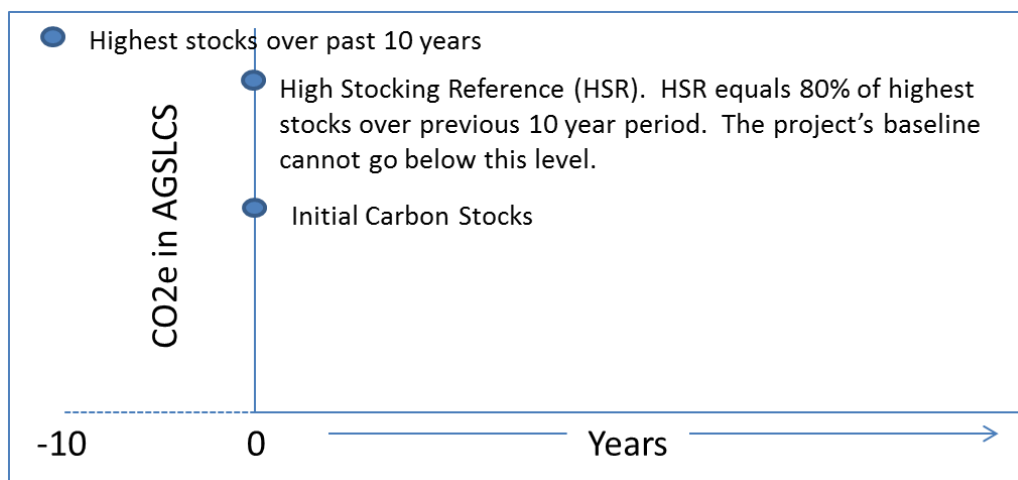 Highest stocks over past 10 years
High Stocking Reference (HSR).  HSR equals 80% of highest
stocks over previous 10 year period.  The project’s baseline
cannot go below this level.
CO2e in AGSLCS
Initial Carbon Stocks
-10
0
Years